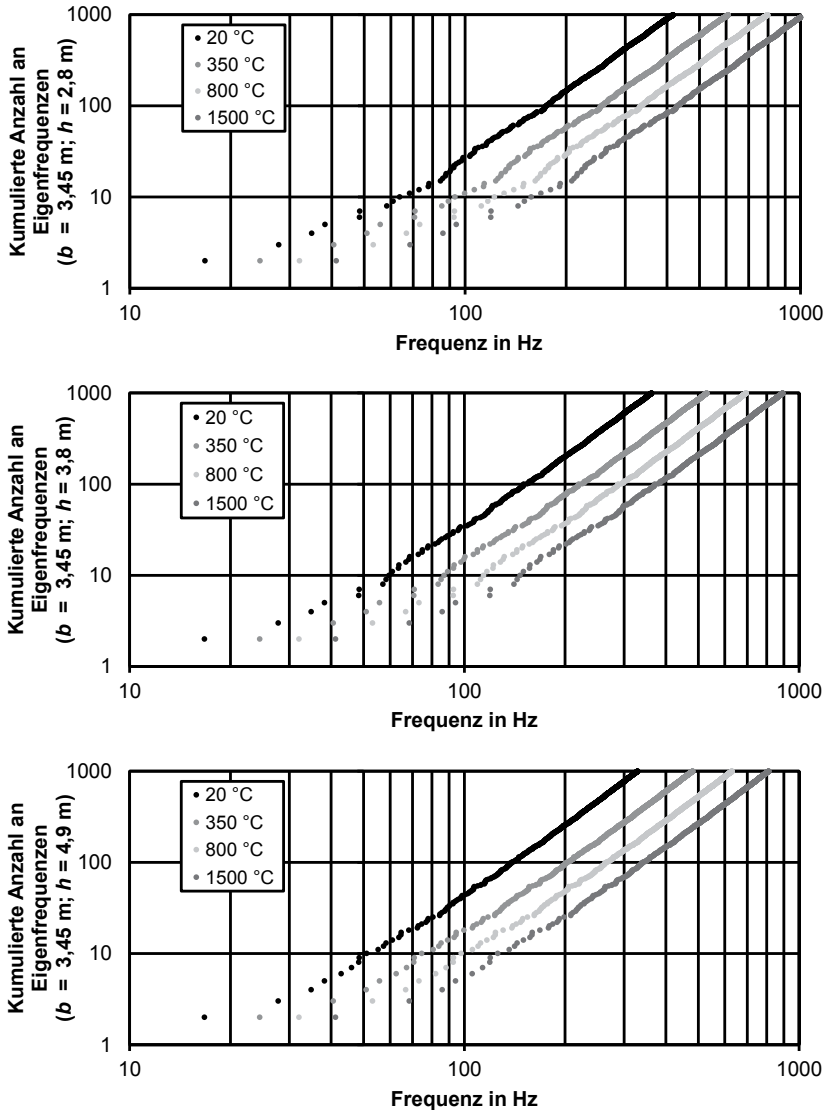 Kumulierte Anzahl an
Eigenfrequenzen
(b = 3,45 m; h = 2,8 m)
1000
100
10
1
20 °C
350 °C
800 °C
1500 °C
10 100 1000
Frequenz in Hz
Kumulierte Anzahl an
Eigenfrequenzen
(b = 3,45 m; h = 3,8 m)
1000
100
10
1
20 °C
350 °C
800 °C
1500 °C
10 100 1000
Frequenz in Hz
Kumulierte Anzahl an
Eigenfrequenzen
(b = 3,45 m; h = 4,9 m)
1000
100
10
1
20 °C
350 °C
800 °C
1500 °C
10 100 1000
Frequenz in Hz